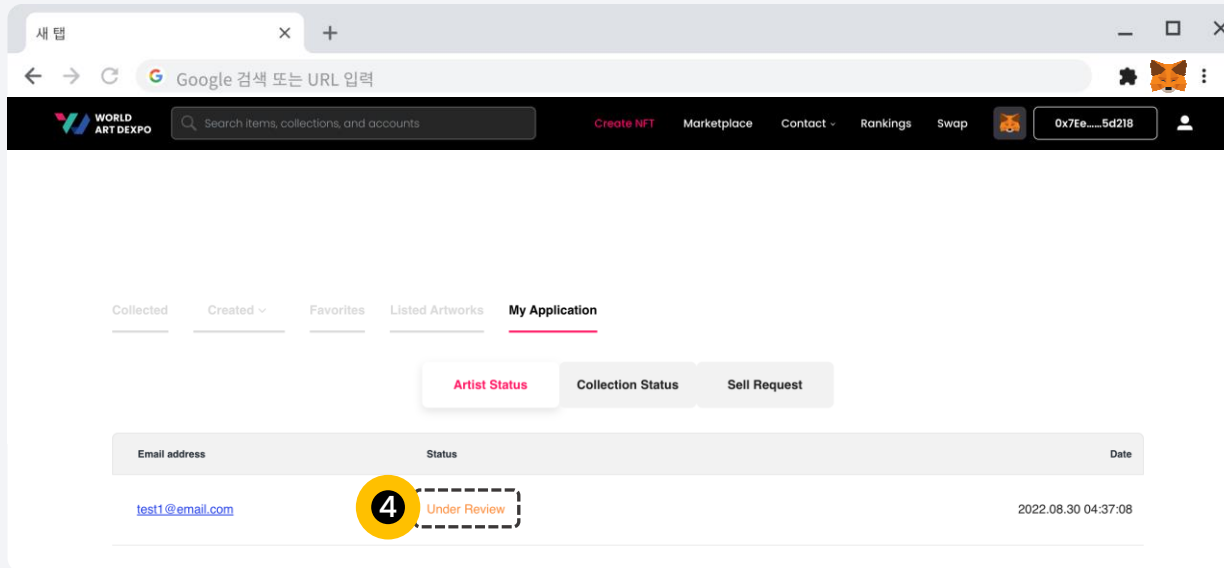 새 탭
Google 검색 또는 URL 입력
WORLD
ART DEXPO
Search items, collections, and accounts
Create NFT
Marketplace
Contact
Rankings
Swap
0x7Ee......5d218
Collected
Created
Favorites
Listed Artworks
My Application
Artist Status
Collection Status
Sell Request
Email address
Status
Date
test1@email.com
4
Under Review
2022.08.30 04:37:08